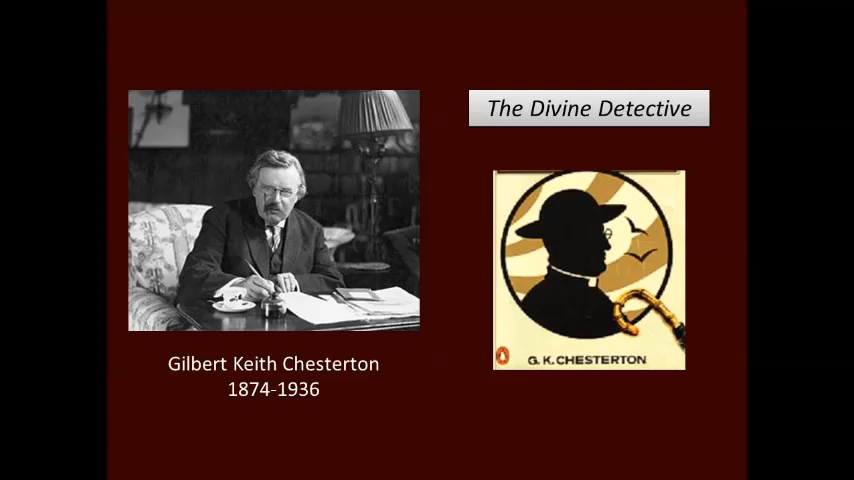 The Divine Detective
G. K. CHESTERTON
Gilbert Keith Chesterton
1874-1936